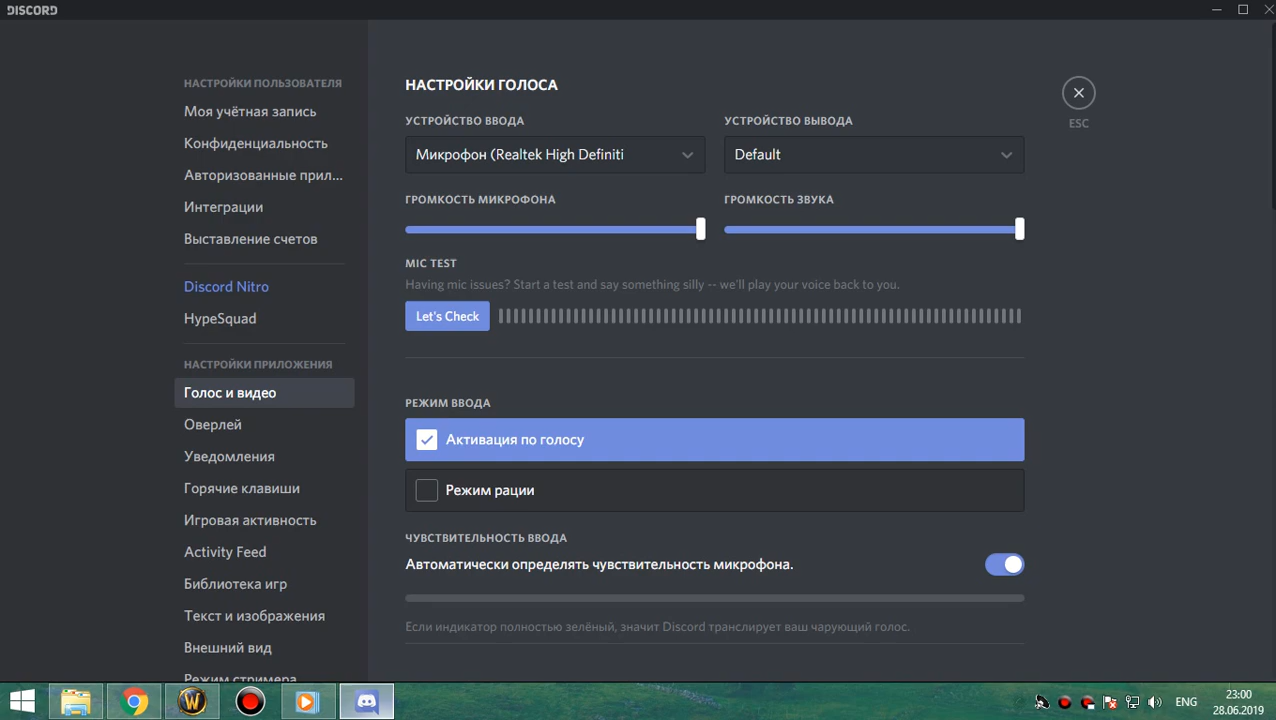 DISCORD
НАСТРОЙКИ ПОЛЬЗОВАТЕЛЯ
Моя учётная запись
Конфиденциальность
Авторизованные прил...
Интеграции
Выставление счетов
Discord Nitro
HypeSquad
НАСТРОЙКИ ПРИЛОЖЕНИЯ
Голос и видео
Оверлей
Уведомления
Горячие клавиши
Игровая активность
Activity Feed
Библиотека игр
Текст и изображения
Внешний вид
Режим стримера
НАСТРОЙКИ ГОЛОСА
УСТРОЙСТВО ВВОДА
УСТРОЙСТВО ВЫВОДА
Микрофон (Realtek High Definiti
Default
ГРОМКОСТЬ МИКРОФОНА
ГРОМКОСТЬ ЗВУКА
MIC TEST
Having mic issues? Start a test and say something silly -- we'll play your voice back to you.
Let's Check
РЕЖИМ ВВОДА
Активация по голосу
Режим рации
ЧУВСТВИТЕЛЬНОСТЬ ВВОДА
Автоматически определять чувствительность микрофона.
Если индикатор полностью зелёный, значит Discord транслирует ваш чарующий голос.
ESC
ENG
23:00
28.06.2019